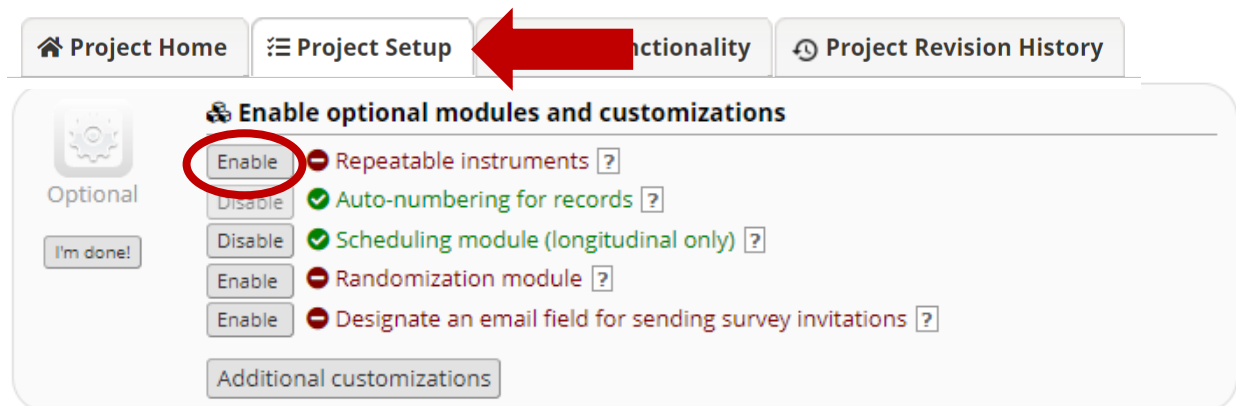 Project Home Project Setup nctionality Project Revision History
Enable optional modules and customizations
Enable Repeatable instruments ?
Optional
Disable Auto-numbering for records ?
Disable Scheduling module (longitudinal only) ?
I'm done!
Enable Randomization module ?
Enable Designate an email field for sending survey invitations ?
Additional customizations